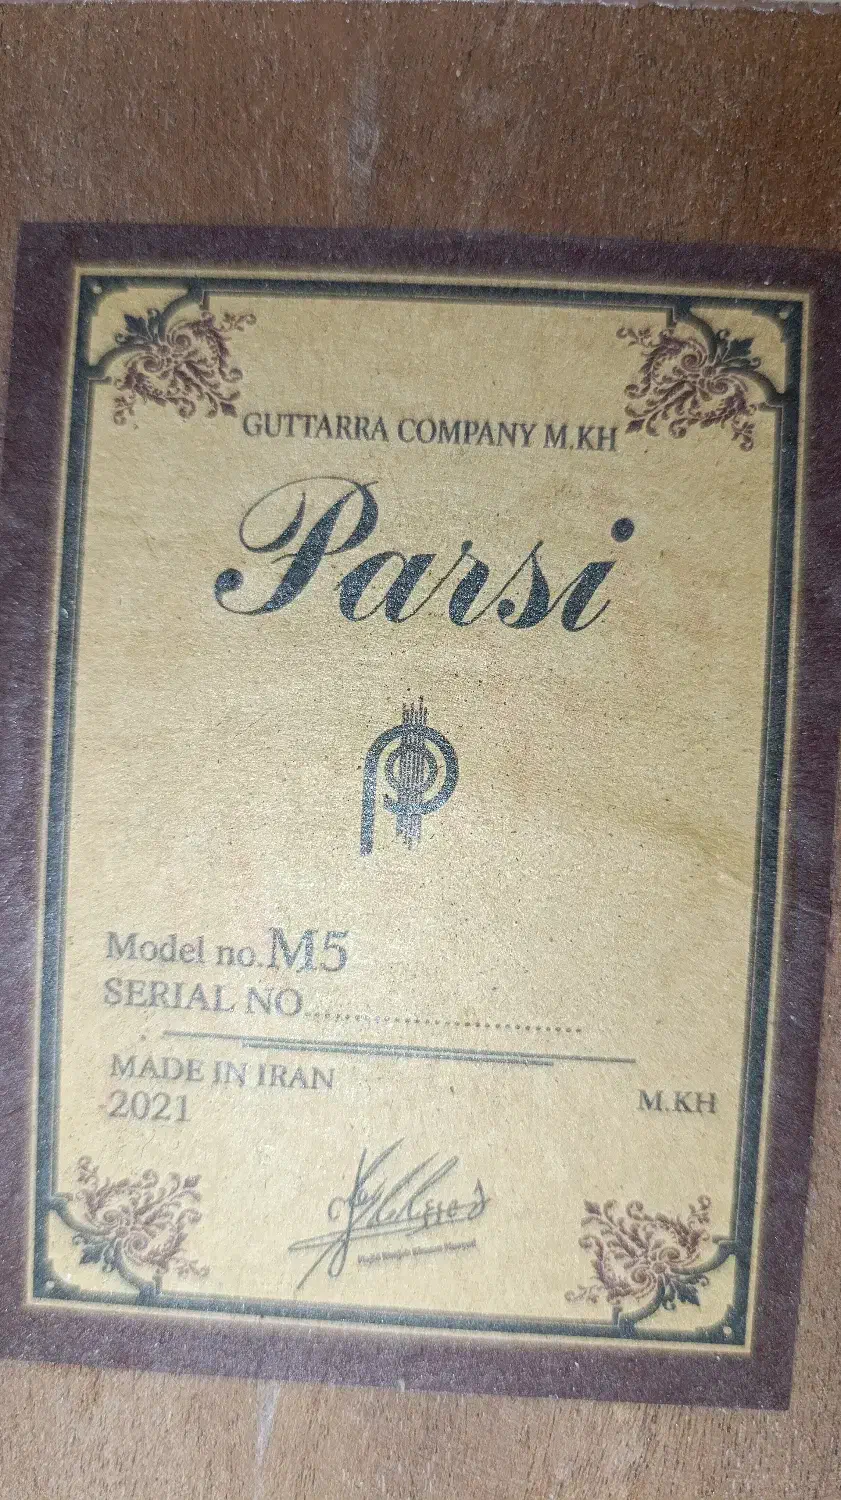 GUTTARRA COMPANY M.KH
Parsi
Model no.M5
SERIAL NO..............................
MADE IN IRAN
2021
M.KH